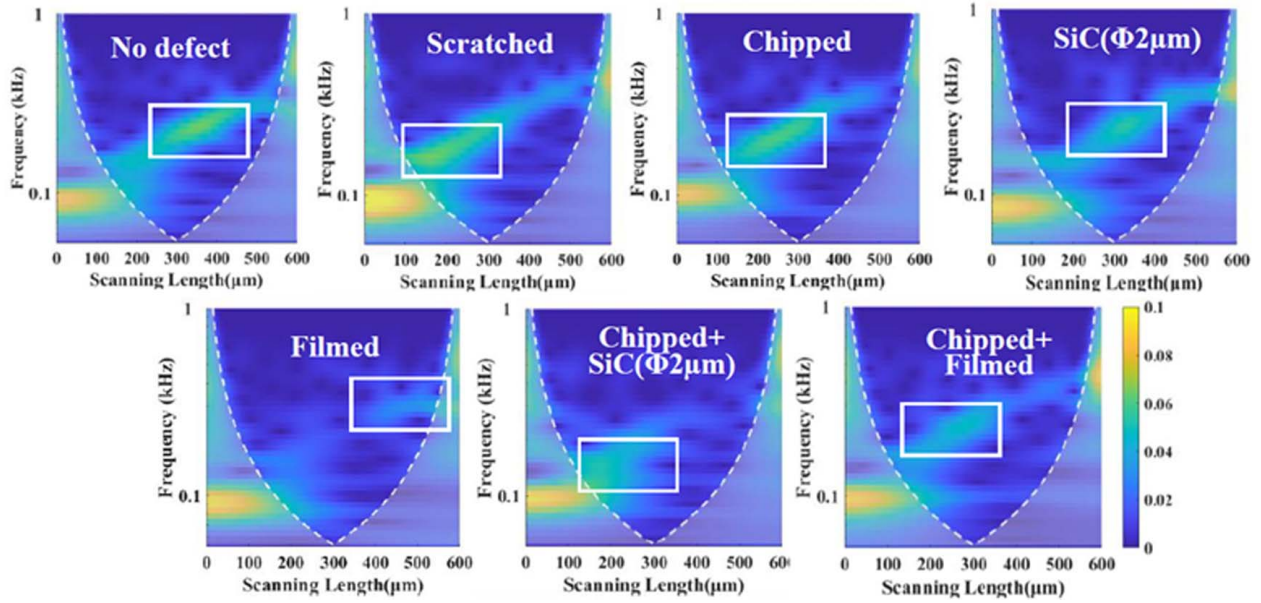 No defect
1
0.1
Frequency (kHz)
0 100 200 300 400 500 600
Scanning Length(μm)
Scratched
1
0.1
Frequency (kHz)
0 100 200 300 400 500 600
Scanning Length(μm)
Chipped
1
0.1
Frequency (kHz)
0 100 200 300 400 500 600
Scanning Length(μm)
SiC(Φ2μm)
1
0.1
Frequency (kHz)
0 100 200 300 400 500 600
Scanning Length(μm)
Filmed
1
0.1
Frequency (kHz)
0 100 200 300 400 500 600
Scanning Length(μm)
Chipped+
SiC(Φ2μm)
1
0.1
Frequency (kHz)
0 100 200 300 400 500 600
Scanning Length(μm)
Chipped+
Filmed
1
0.1
Frequency (kHz)
0 100 200 300 400 500 600
Scanning Length(μm)
0.1
0.08
0.06
0.04
0.02
0